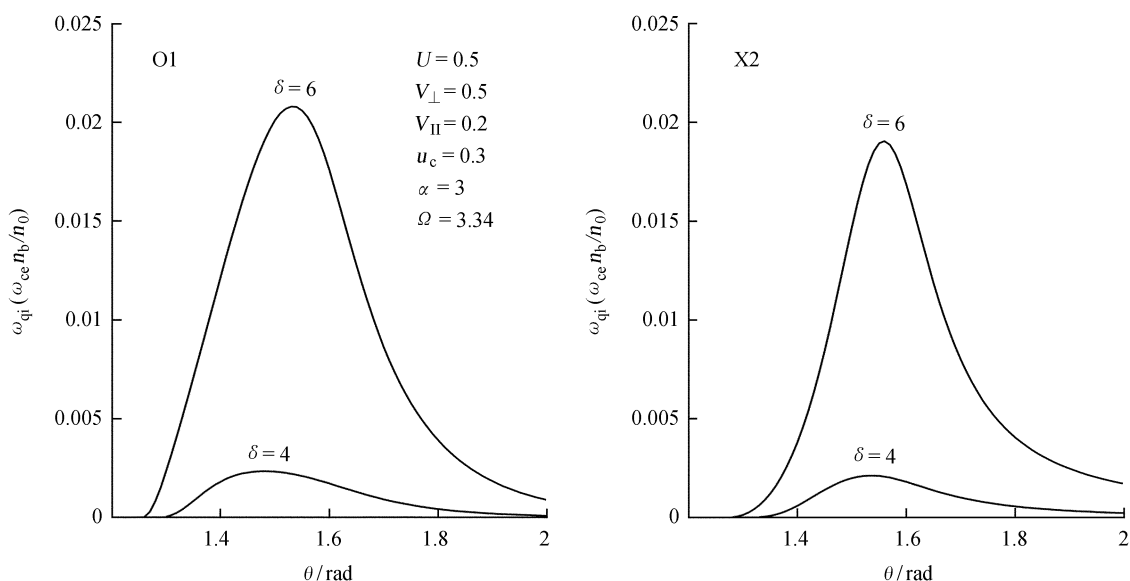 0.025
0.02
0.015
0.01
0.005
0
1.4 1.6 1.8 2
ω_qi (ω_ce n_b/n_0)
θ/rad
O1
δ = 6
δ = 4
U = 0.5
V_⊥ = 0.5
V_II = 0.2
u_c = 0.3
α = 3
Ω = 3.34
0.025
0.02
0.015
0.01
0.005
0
1.4 1.6 1.8 2
ω_qi (ω_ce n_b/n_0)
θ/rad
X2
δ = 6
δ = 4